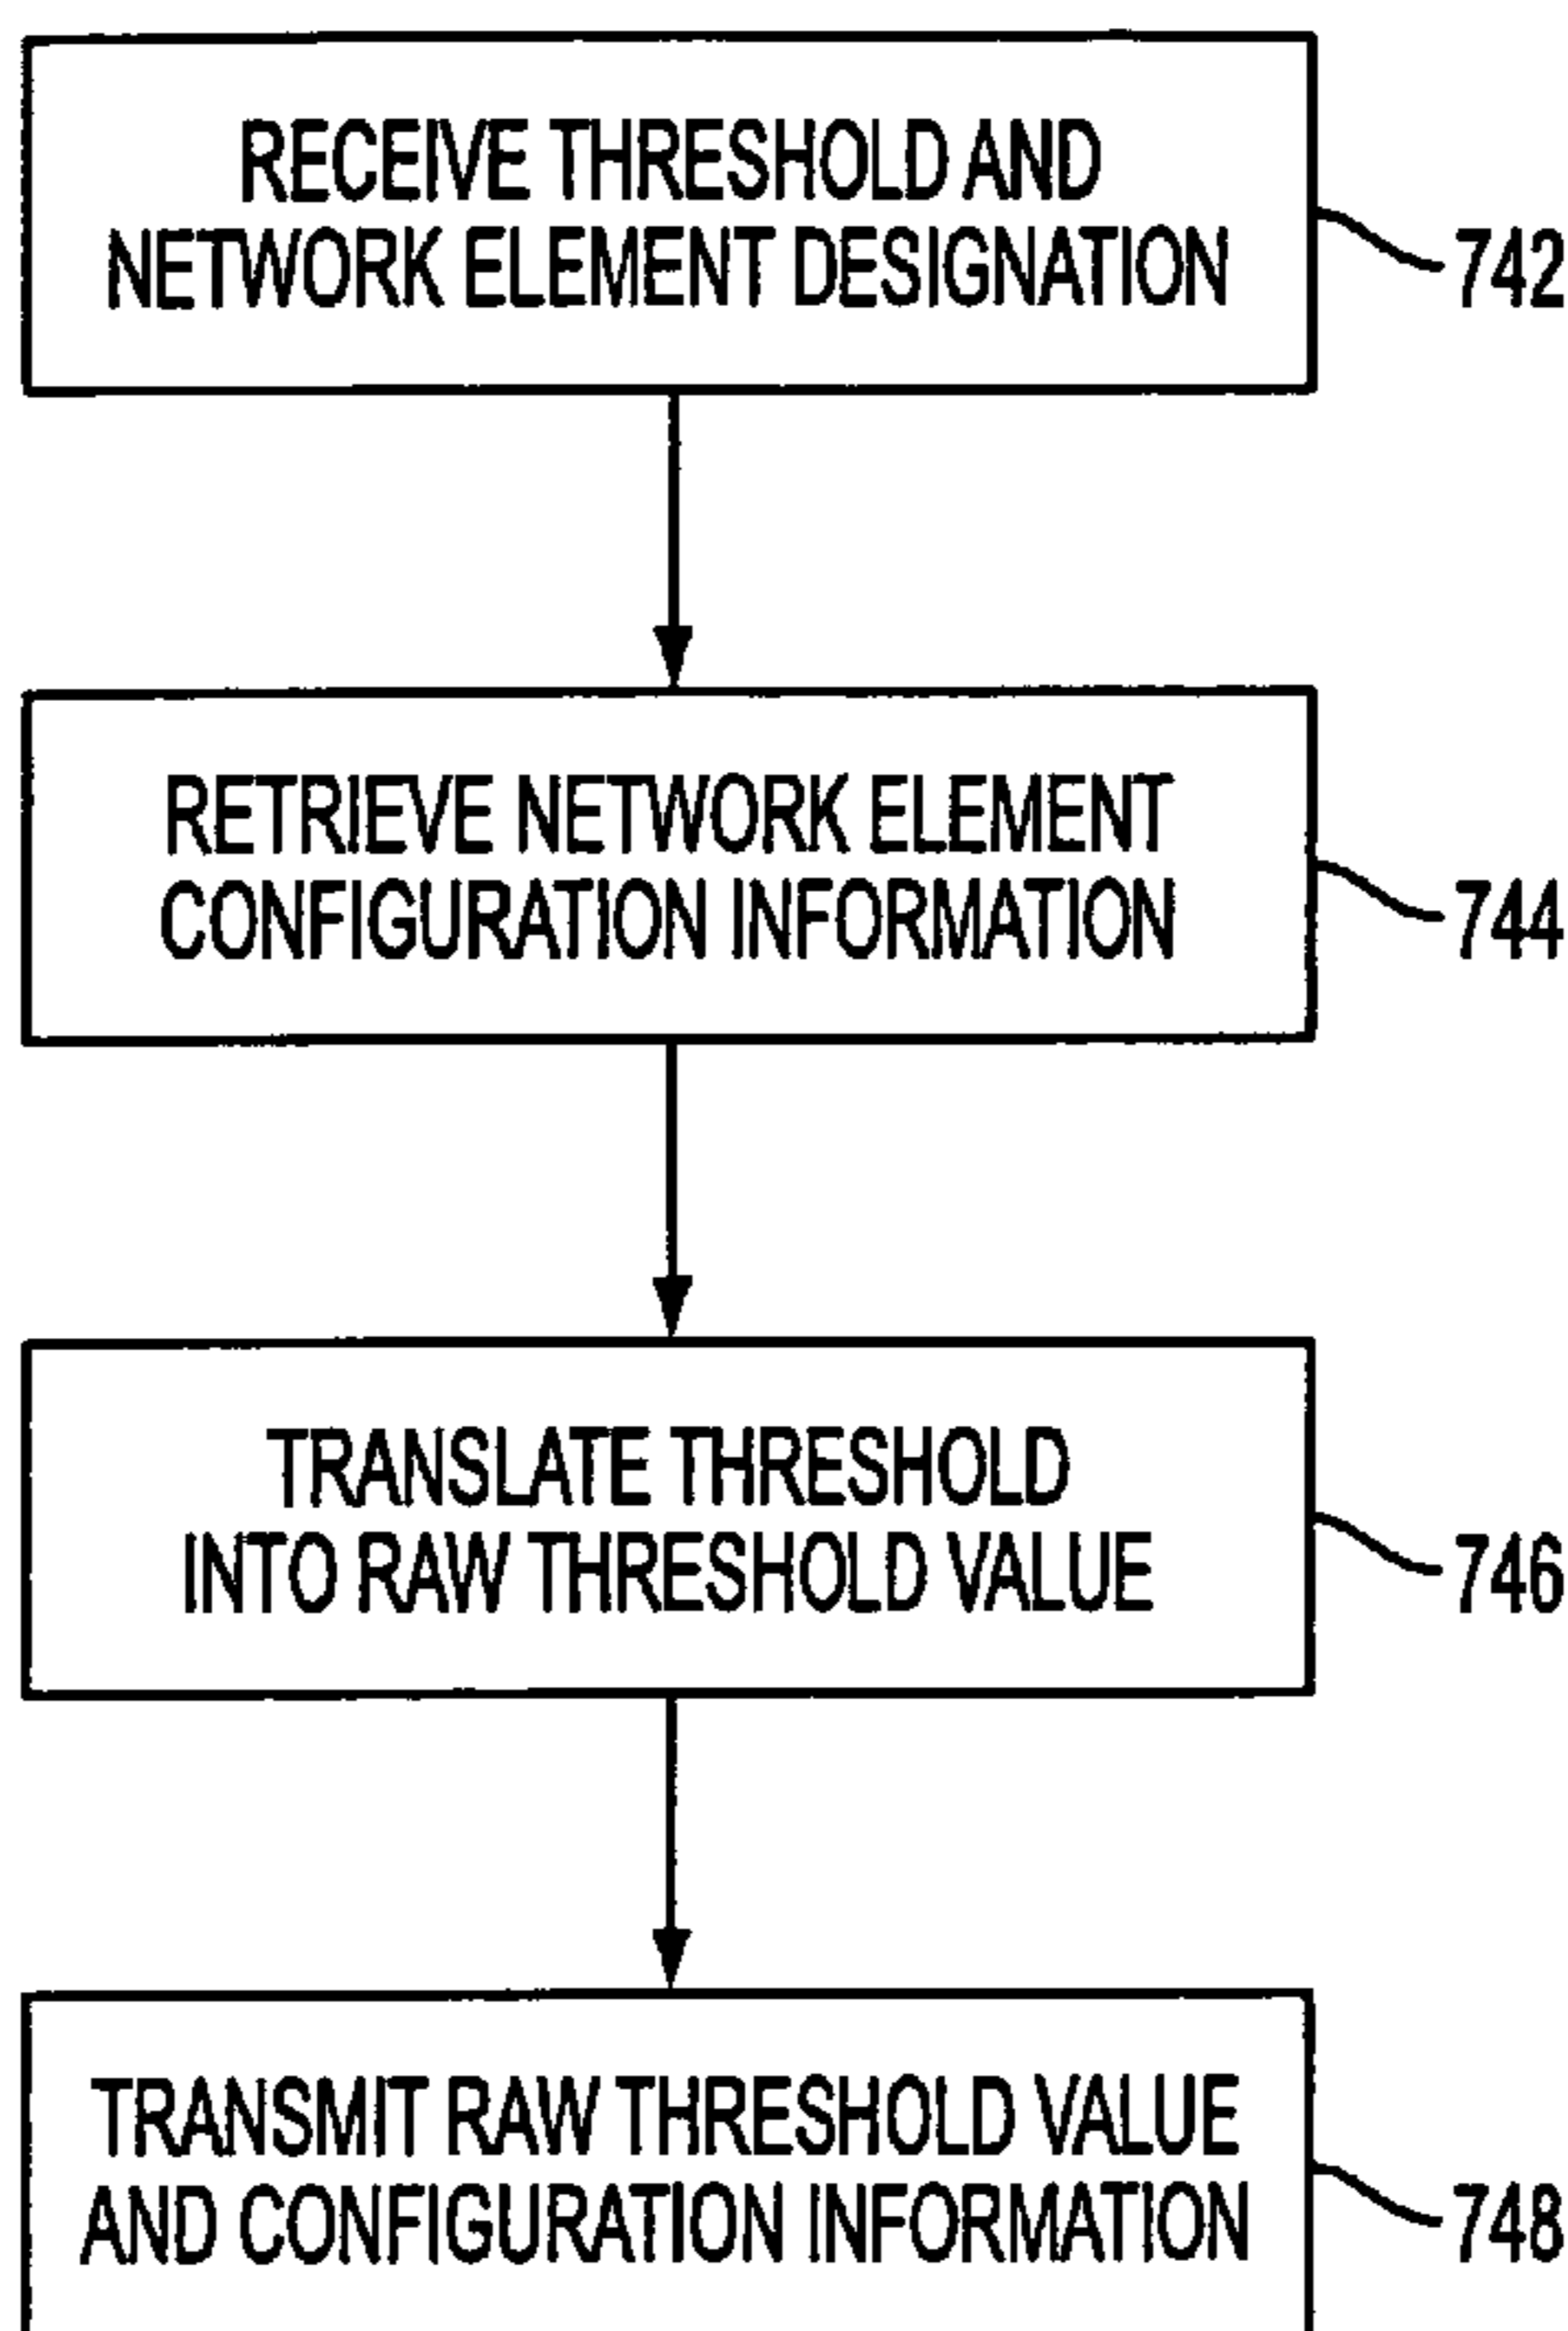 RECEIVE THRESHOLD AND
NETWORK ELEMENT DESIGNATION
742
RETRIEVE NETWORK ELEMENT
CONFIGURATION INFORMATION
744
TRANSLATE THRESHOLD
INTO RAW THRESHOLD VALUE
746
TRANSMIT RAW THRESHOLD VALUE
AND CONFIGURATION INFORMATION
748